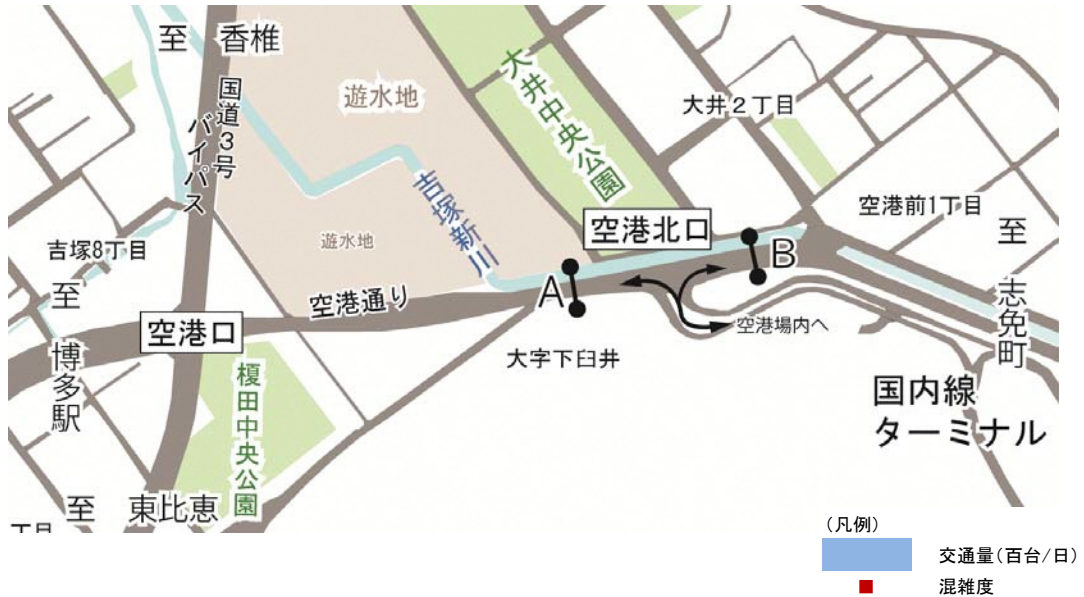 至 香椎
国道3号
バイパス
遊水地
大井中央公園
大井2丁目
吉塚新川
空港北口
空港前1丁目
至 志免町
遊水地
吉塚8丁目
A
B
空港通り
空港口
空港場内へ
至 博多駅
大字下臼井
榎田中央公園
国内線
ターミナル
至 東比恵
丁目
(凡例)
交通量(百台/日)
混雑度